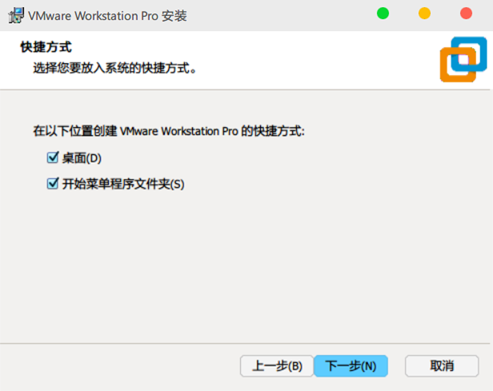 VMware Workstation Pro 安装
快捷方式
选择您要放入系统的快捷方式。
在以下位置创建 VMware Workstation Pro 的快捷方式:
桌面(D)
开始菜单程序文件夹(S)
上一步(B) 下一步(N) 取消